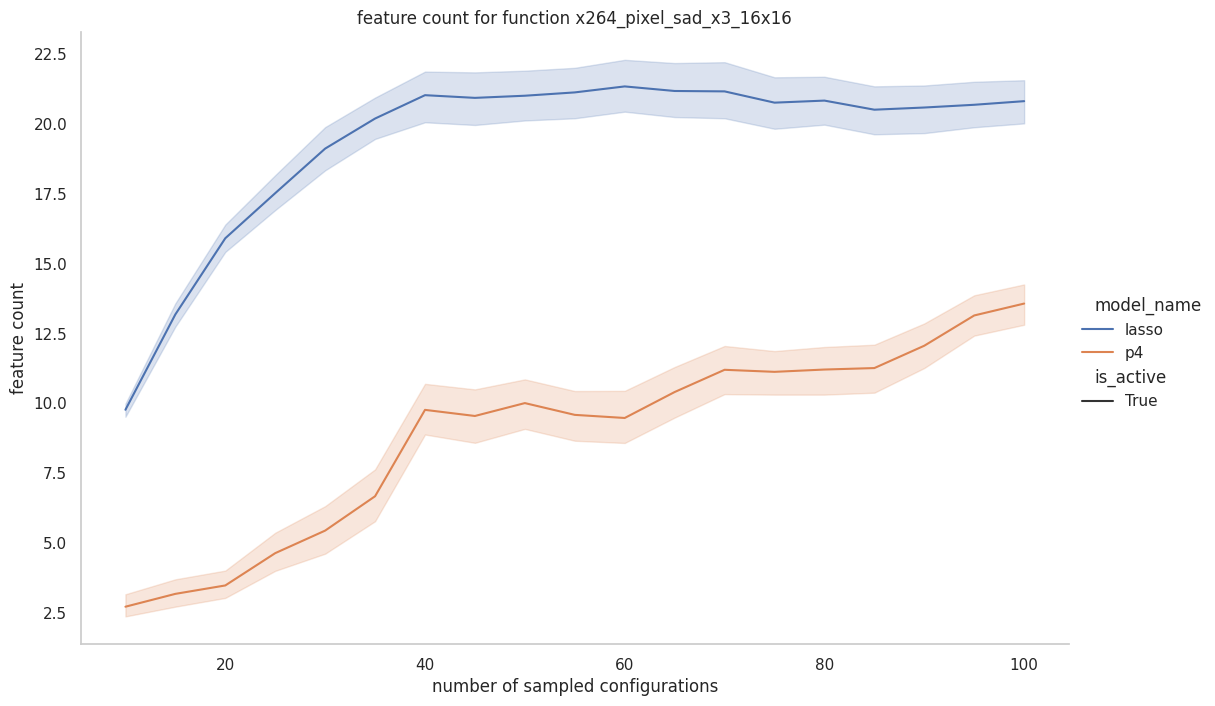 feature count for function x264_pixel_sad_x3_16x16
22.5
20.0
17.5
15.0
12.5
10.0
7.5
5.0
2.5
feature count
20
40
60
80
100
number of sampled configurations
model_name
lasso
p4
is_active
True